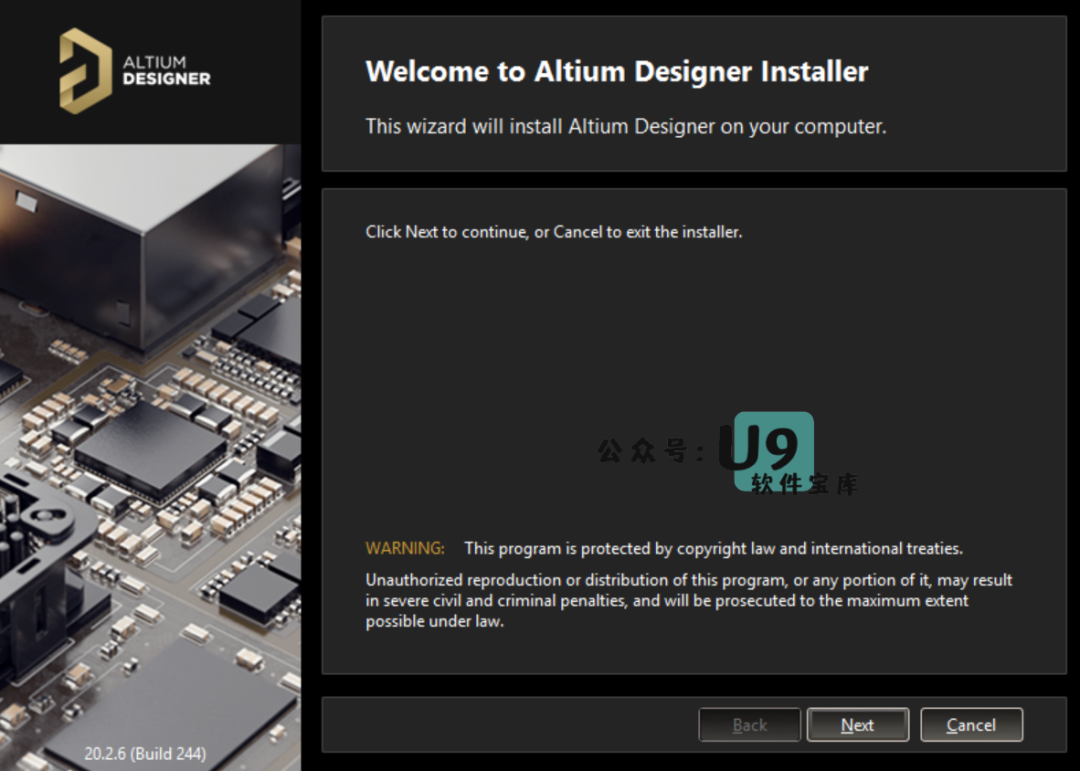 ALTIUM
DESIGNER
Welcome to Altium Designer Installer
This wizard will install Altium Designer on your computer.
Click Next to continue, or Cancel to exit the installer.
公众号:U9
软件宝库
WARNING: This program is protected by copyright law and international treaties.
Unauthorized reproduction or distribution of this program, or any portion of it, may result
in severe civil and criminal penalties, and will be prosecuted to the maximum extent
possible under law.
20.2.6 (Build 244)
Back Next Cancel